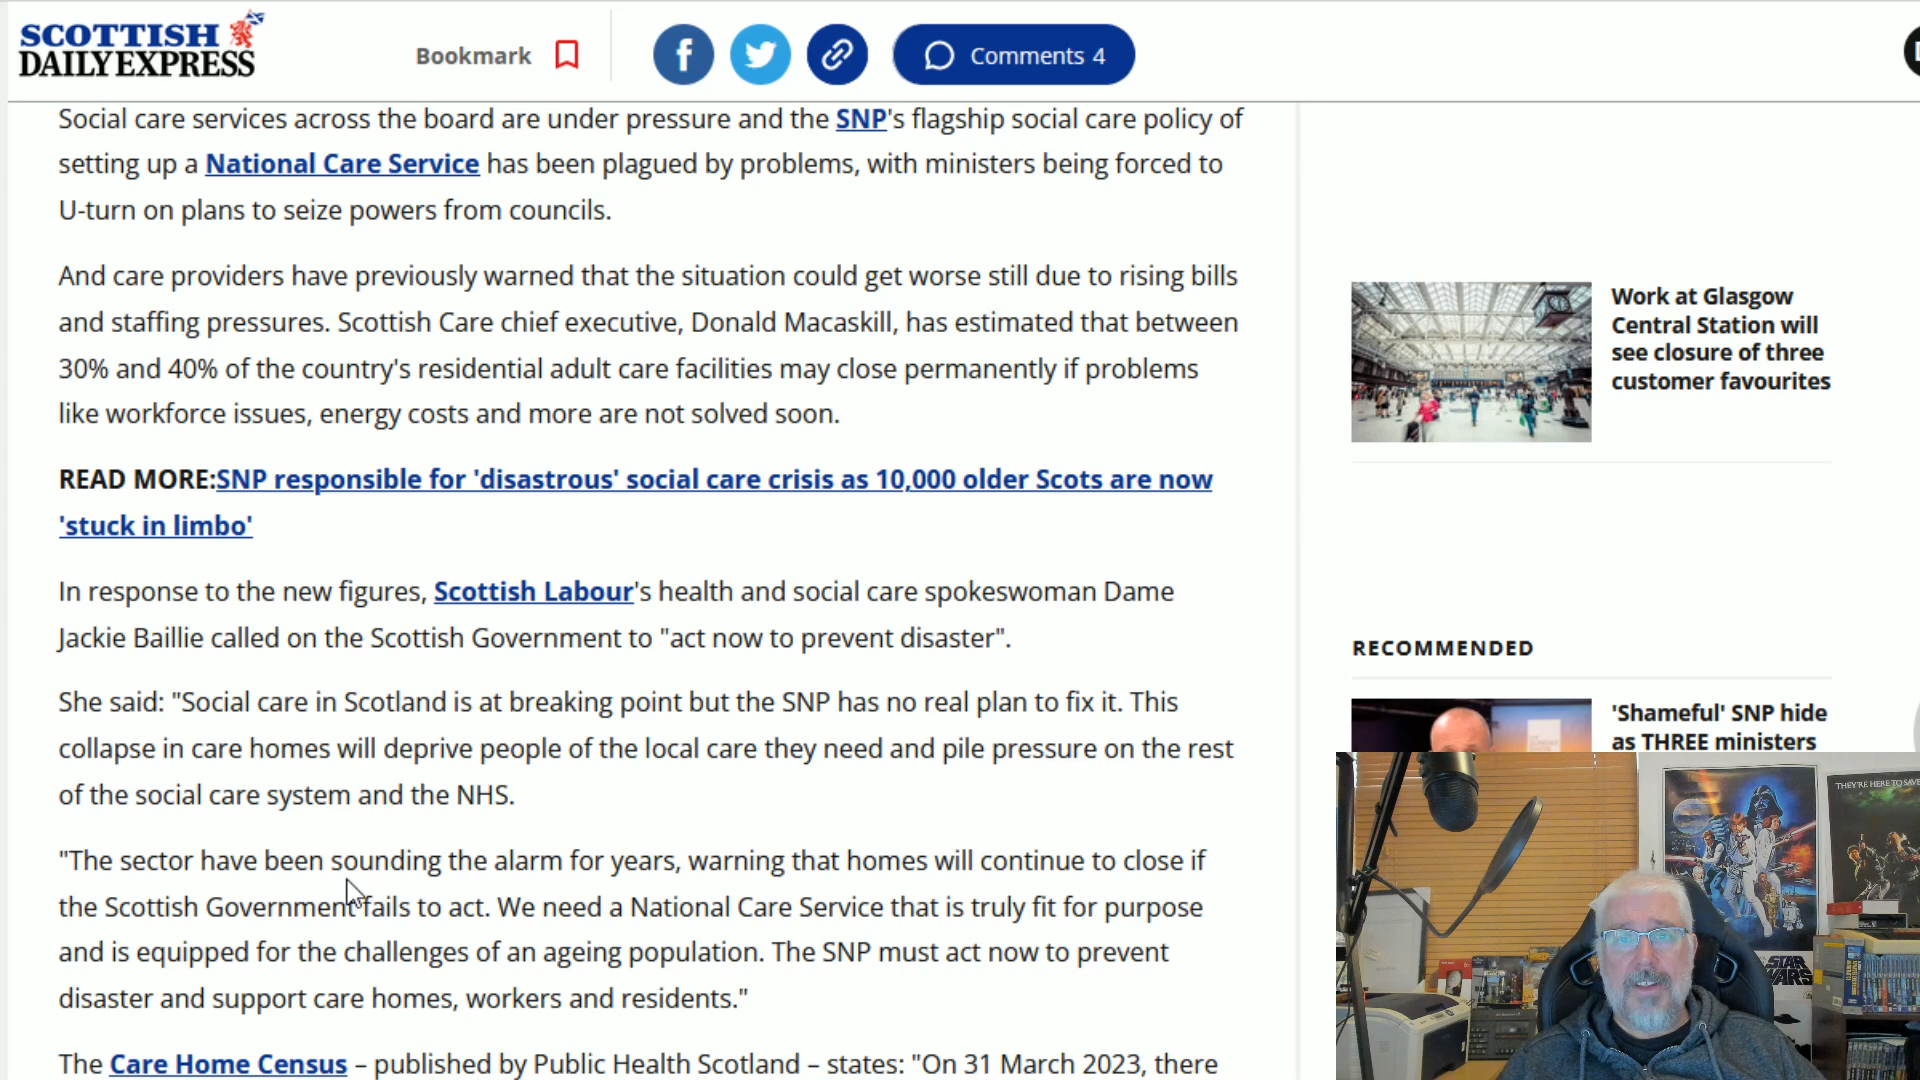 SCOTTISH
DAILY EXPRESS
Bookmark
Comments 4
Social care services across the board are under pressure and the SNP's flagship social care policy of
setting up a National Care Service has been plagued by problems, with ministers being forced to
U-turn on plans to seize powers from councils.
And care providers have previously warned that the situation could get worse still due to rising bills
and staffing pressures. Scottish Care chief executive, Donald Macaskill, has estimated that between
30% and 40% of the country's residential adult care facilities may close permanently if problems
like workforce issues, energy costs and more are not solved soon.
READ MORE:SNP responsible for 'disastrous' social care crisis as 10,000 older Scots are now
'stuck in limbo'
In response to the new figures, Scottish Labour's health and social care spokeswoman Dame
Jackie Baillie called on the Scottish Government to "act now to prevent disaster".
She said: "Social care in Scotland is at breaking point but the SNP has no real plan to fix it. This
collapse in care homes will deprive people of the local care they need and pile pressure on the rest
of the social care system and the NHS.
"The sector have been sounding the alarm for years, warning that homes will continue to close if
the Scottish Government fails to act. We need a National Care Service that is truly fit for purpose
and is equipped for the challenges of an ageing population. The SNP must act now to prevent
disaster and support care homes, workers and residents."
The Care Home Census – published by Public Health Scotland – states: "On 31 March 2023, there
Work at Glasgow
Central Station will
see closure of three
customer favourites
RECOMMENDED
'Shameful' SNP hide
as THREE ministers
THEY'RE HERE TO SAVE
STAR
WARS